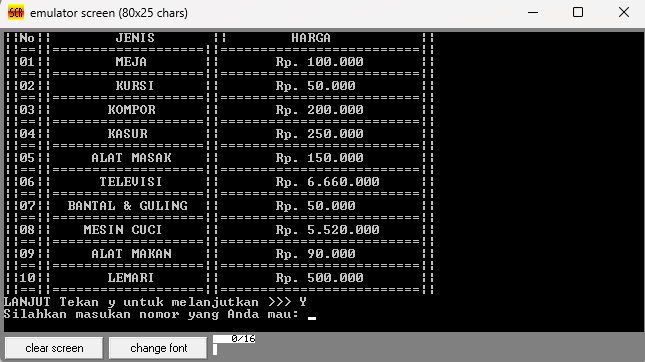 emulator screen (80x25 chars)
¦¦No¦¦        JENIS      ¦¦        HARGA            ¦¦
¦¦==¦¦===================¦¦=========================¦¦
¦¦01¦¦        MEJA       ¦¦      Rp. 100.000        ¦¦
¦¦==¦¦===================¦¦=========================¦¦
¦¦02¦¦        KURSI      ¦¦      Rp. 50.000         ¦¦
¦¦==¦¦===================¦¦=========================¦¦
¦¦03¦¦       KOMPOR      ¦¦      Rp. 200.000        ¦¦
¦¦==¦¦===================¦¦=========================¦¦
¦¦04¦¦       KASUR       ¦¦      Rp. 250.000        ¦¦
¦¦==¦¦===================¦¦=========================¦¦
¦¦05¦¦     ALAT MASAK    ¦¦      Rp. 150.000        ¦¦
¦¦==¦¦===================¦¦=========================¦¦
¦¦06¦¦      TELEVISI     ¦¦      Rp. 6.660.000      ¦¦
¦¦==¦¦===================¦¦=========================¦¦
¦¦07¦¦  BANTAL & GULING  ¦¦      Rp. 50.000         ¦¦
¦¦==¦¦===================¦¦=========================¦¦
¦¦08¦¦    MESIN CUCI     ¦¦      Rp. 5.520.000      ¦¦
¦¦==¦¦===================¦¦=========================¦¦
¦¦09¦¦     ALAT MAKAN    ¦¦      Rp. 90.000         ¦¦
¦¦==¦¦===================¦¦=========================¦¦
¦¦10¦¦       LEMARI      ¦¦      Rp. 500.000        ¦¦
¦¦==¦¦===================¦¦=========================¦¦
LANJUT Tekan y untuk melanjutkan >>> Y
Silahkan masukan nomor yang Anda mau: _
clear screen change font 0/16